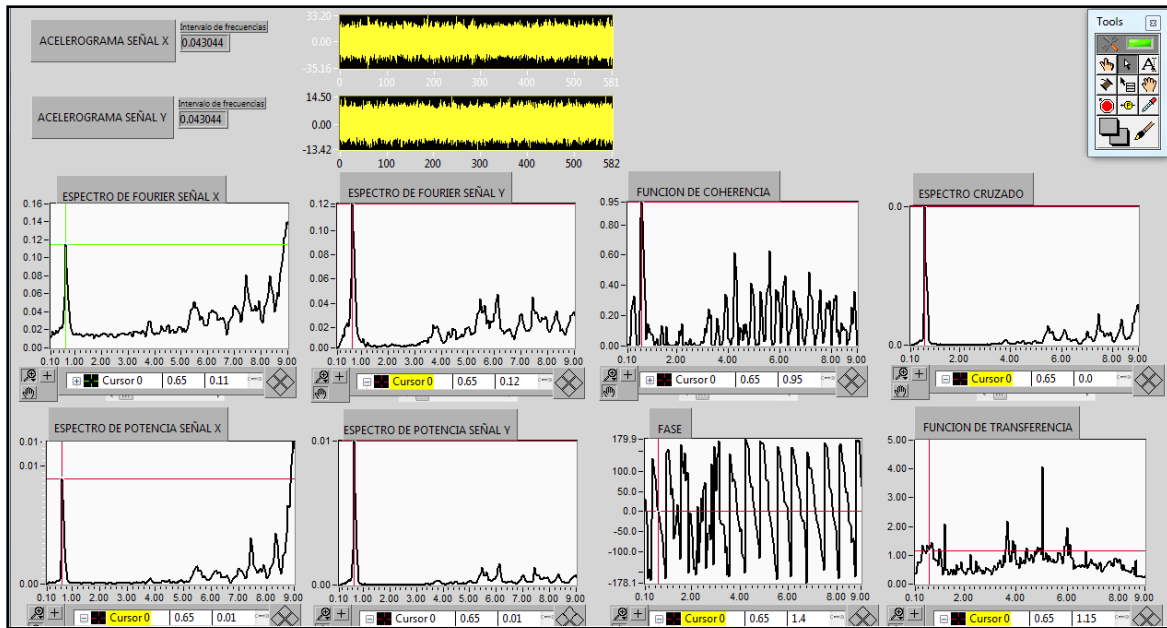 ACELEROGRAMA SEÑAL X
Intervalo de frecuencias
0.043044
33.20
0.00
-35.16
0 100 200 300 400 500 581
Tools
ACELEROGRAMA SEÑAL Y
Intervalo de frecuencias
0.043044
14.50
0.00
-13.42
0 100 200 300 400 500 582
ESPECTRO DE FOURIER SEÑAL X
0.16
0.14
0.12
0.10
0.08
0.06
0.04
0.02
0.00
0.10 1.00 2.00 3.00 4.00 5.00 6.00 7.00 9.00
Cursor 0 0.65 0.11
ESPECTRO DE FOURIER SEÑAL Y
0.12
0.10
0.08
0.06
0.04
0.02
0.00
0.10 1.00 2.00 3.00 4.00 5.00 6.00 7.00 9.00
Cursor 0 0.65 0.12
FUNCION DE COHERENCIA
0.95
0.80
0.60
0.40
0.20
0.00
0.10 2.00 3.00 4.00 5.00 6.00 7.00 9.00
Cursor 0 0.65 0.95
ESPECTRO CRUZADO
0.0
0.0
0.10 2.00 4.00 6.00 9.00
Cursor 0 0.65 0.0
ESPECTRO DE POTENCIA SEÑAL X
0.01
0.01
0.00
0.10 1.00 2.00 3.00 4.00 5.00 6.00 7.00 9.00
Cursor 0 0.65 0.01
ESPECTRO DE POTENCIA SEÑAL Y
0.01
0.00
0.10 1.00 2.00 3.00 4.00 5.00 6.00 7.00 9.00
Cursor 0 0.65 0.01
FASE
179.9
100.0
50.0
0.0
-50.0
-100.0
-178.1
0.10 2.00 3.00 4.00 5.00 6.00 7.00 9.00
Cursor 0 0.65 1.4
FUNCION DE TRANSFERENCIA
5.00
4.00
3.00
2.00
1.00
0.00
0.10 2.00 3.00 4.00 5.00 6.00 7.00 9.00
Cursor 0 0.65 1.15